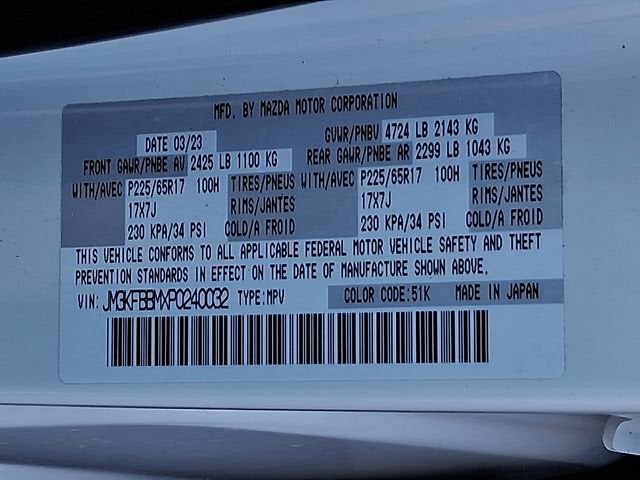 MFD. BY MAZDA MOTOR CORPORATION
DATE 03/23 GVWR/PNBV 4724 LB 2143 KG
FRONT GAWR/PNBE AV 2425 LB 1100 KG REAR GAWR/PNBE AR 2299 LB 1043 KG
WITH/AVEC P225/65R17 100H TIRES/PNEUS WITH/AVEC P225/65R17 100H TIRES/PNEUS
17X7J RIMS/JANTES 17X7J RIMS/JANTES
230 KPA/34 PSI COLD/A FROID 230 KPA/34 PSI COLD/A FROID
THIS VEHICLE CONFORMS TO ALL APPLICABLE FEDERAL MOTOR VEHICLE SAFETY AND THEFT
PREVENTION STANDARDS IN EFFECT ON THE DATE OF MANUFACTURE SHOWN ABOVE.
VIN: JM3KFBBMXP0240032 TYPE:MPV COLOR CODE:51K MADE IN JAPAN